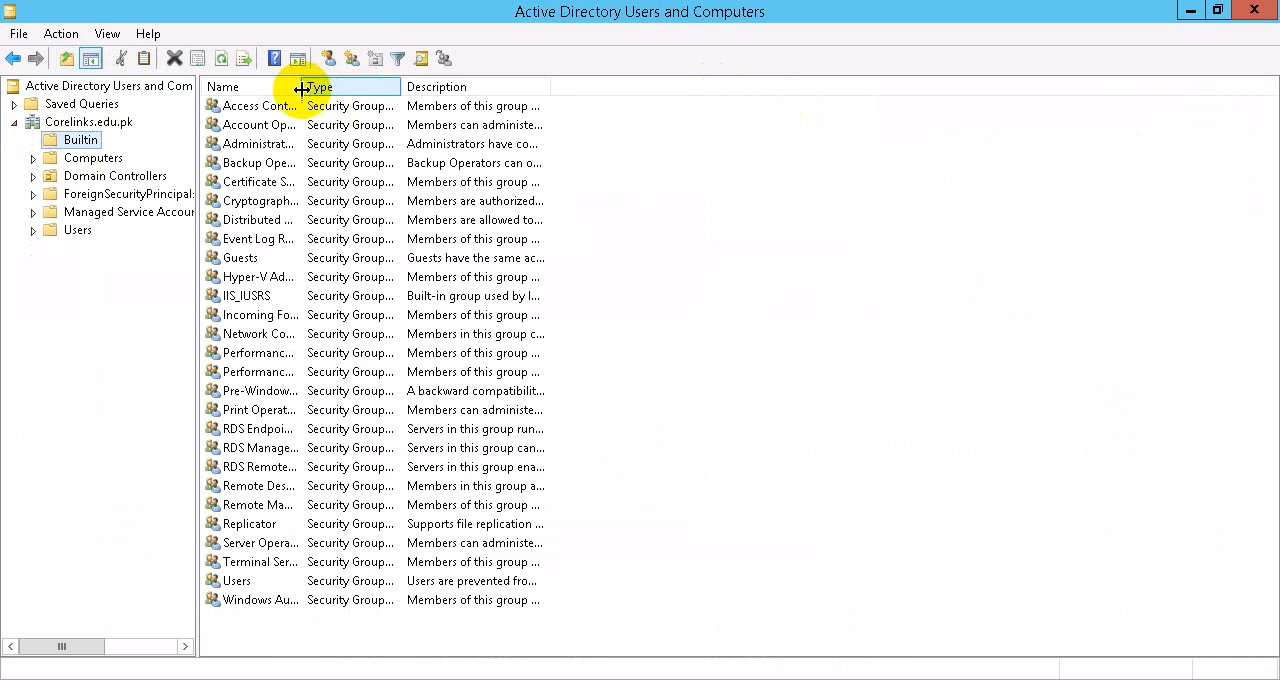 Active Directory Users and Computers
File Action View Help
Active Directory Users and Com
Saved Queries
Corelinks.edu.pk
Builtin
Computers
Domain Controllers
ForeignSecurityPrincipals
Managed Service Accour
Users
Name Type Description
Access Cont... Security Group... Members of this group ...
Account Op... Security Group... Members can administe...
Administrat... Security Group... Administrators have co...
Backup Ope... Security Group... Backup Operators can o...
Certificate S... Security Group... Members of this group ...
Cryptograph... Security Group... Members are authorized...
Distributed ... Security Group... Members are allowed to...
Event Log R... Security Group... Members of this group ...
Guests Security Group... Guests have the same ac...
Hyper-V Ad... Security Group... Members of this group ...
IIS_IUSRS Security Group... Built-in group used by I...
Incoming Fo... Security Group... Members of this group ...
Network Co... Security Group... Members in this group c...
Performanc... Security Group... Members of this group ...
Performanc... Security Group... Members of this group ...
Pre-Window... Security Group... A backward compatibilit...
Print Operat... Security Group... Members can administe...
RDS Endpoi... Security Group... Servers in this group run...
RDS Manage... Security Group... Servers in this group can...
RDS Remote... Security Group... Servers in this group ena...
Remote Des... Security Group... Members in this group a...
Remote Ma... Security Group... Members of this group ...
Replicator Security Group... Supports file replication ...
Server Opera... Security Group... Members can administe...
Terminal Ser... Security Group... Members of this group ...
Users Security Group... Users are prevented fro...
Windows Au... Security Group... Members of this group ...